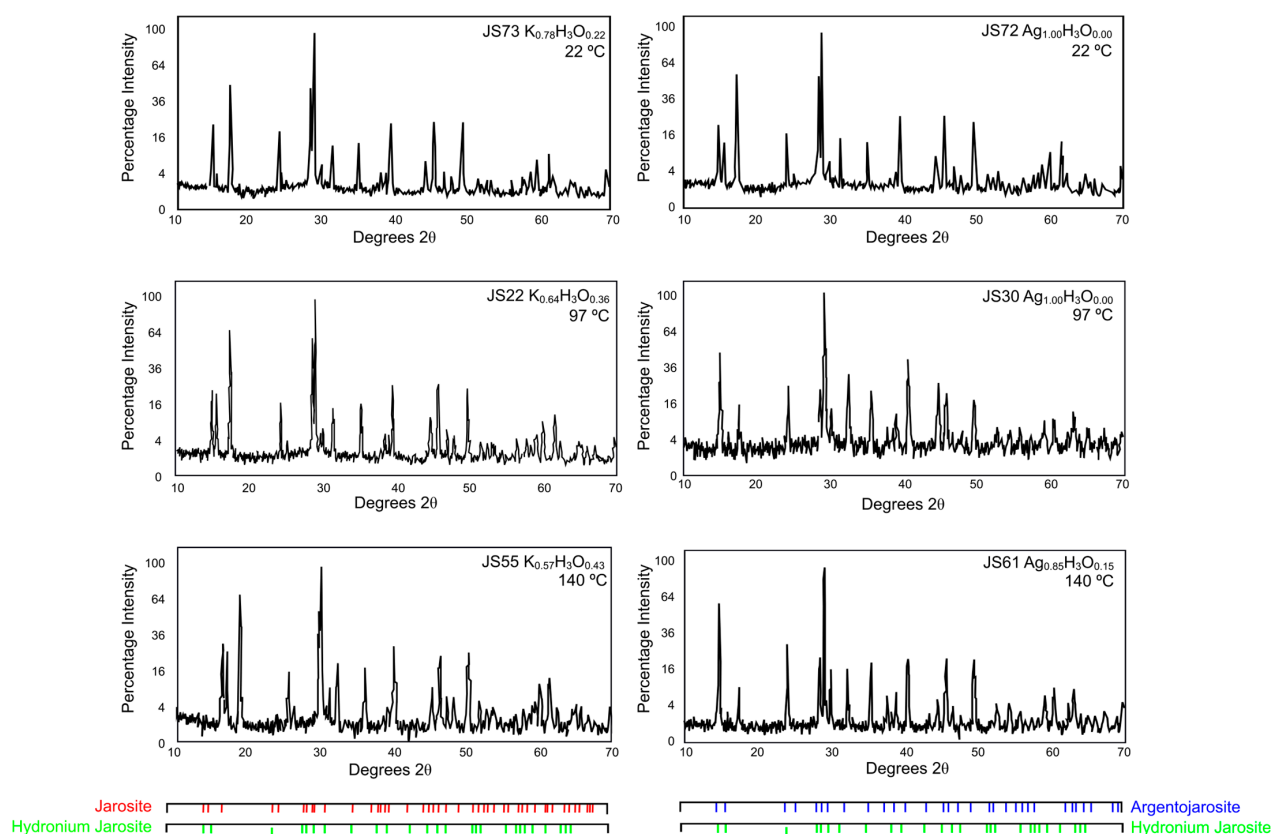 JS73 K0.78H3O0.22
22 ºC
Percentage Intensity
100
64
36
16
4
0
10 20 30 40 50 60 70
Degrees 2θ
JS72 Ag1.00H3O0.00
22 ºC
Percentage Intensity
100
64
36
16
4
0
10 20 30 40 50 60 70
Degrees 2θ
JS22 K0.64H3O0.36
97 ºC
Percentage Intensity
100
64
36
16
4
0
10 20 30 40 50 60 70
Degrees 2θ
JS30 Ag1.00H3O0.00
97 ºC
Percentage Intensity
100
64
36
16
4
0
10 20 30 40 50 60 70
Degrees 2θ
JS55 K0.57H3O0.43
140 ºC
Percentage Intensity
100
64
36
16
4
0
10 20 30 40 50 60 70
Degrees 2θ
JS61 Ag0.85H3O0.15
140 ºC
Percentage Intensity
100
64
36
16
4
0
10 20 30 40 50 60 70
Degrees 2θ
Jarosite
Hydronium Jarosite
Argentojarosite
Hydronium Jarosite